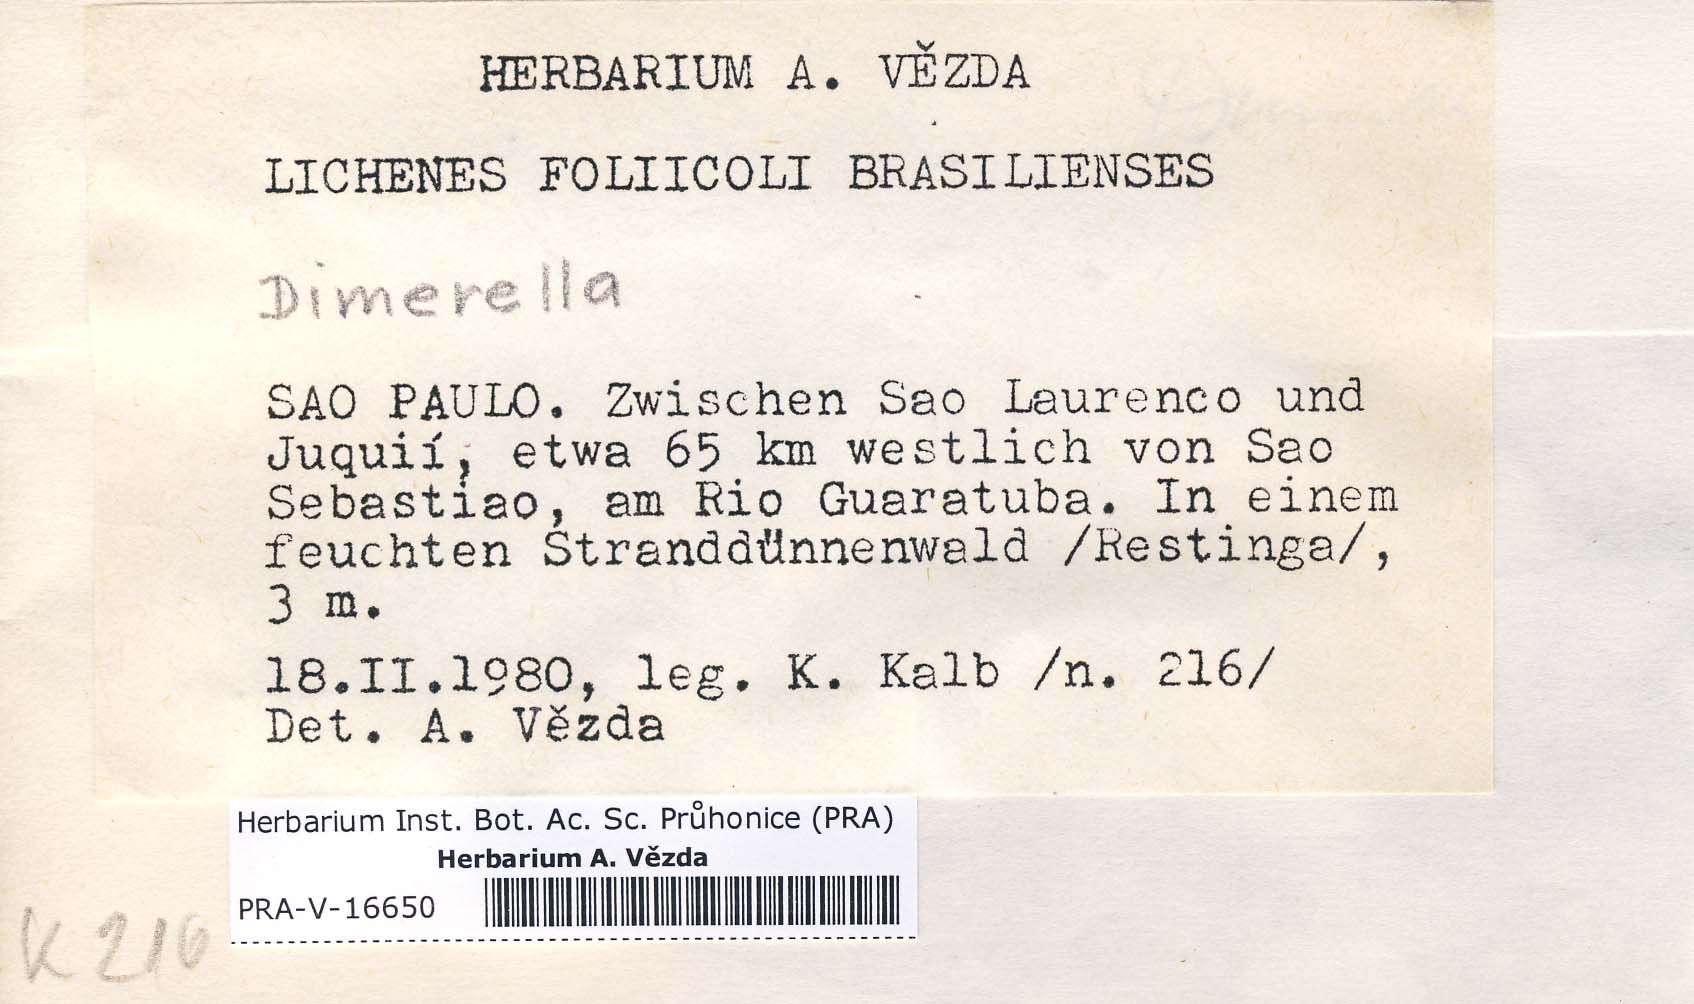 HERBARIUM A. VĚZDA
LICHENES FOLIICOLI BRASILIENSES
Dimerella
SAO PAULO. Zwischen Sao Laurenco und
Juquií, etwa 65 km westlich von Sao
Sebastiao, am Rio Guaratuba. In einem
feuchten Stranddünnenwald /Restinga/,
3 m.
18.II.1980, leg. K. Kalb /n. 216/
Det. A. Vězda
Herbarium Inst. Bot. Ac. Sc. Průhonice (PRA)
Herbarium A. Vězda
PRA-V-16650
K 216